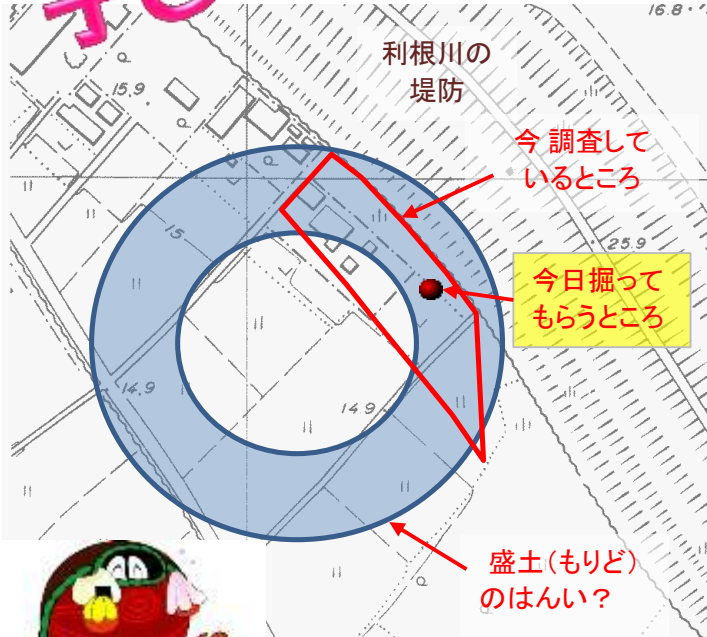 16.8
利根川の
堤防
15.9
今 調査して
いるところ
15
25.9
今日掘って
もらうところ
14.9
14.9
盛土(もりど)
のはんい?